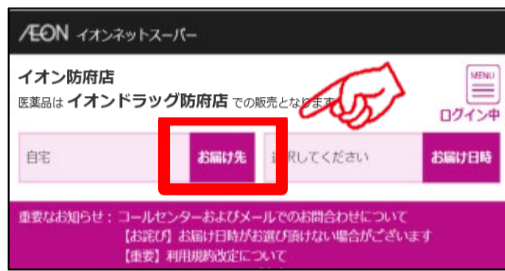 ÆON イオンネットスーパー
イオン防府店
医薬品は イオンドラッグ防府店 での販売となります
MENU
ログイン中
自宅 お届け先 選択してください お届け日時
重要なお知らせ：コールセンターおよびメールでのお問合わせについて
【お詫び】お届け日時がお選び頂けない場合がございます
【重要】利用規約改定について